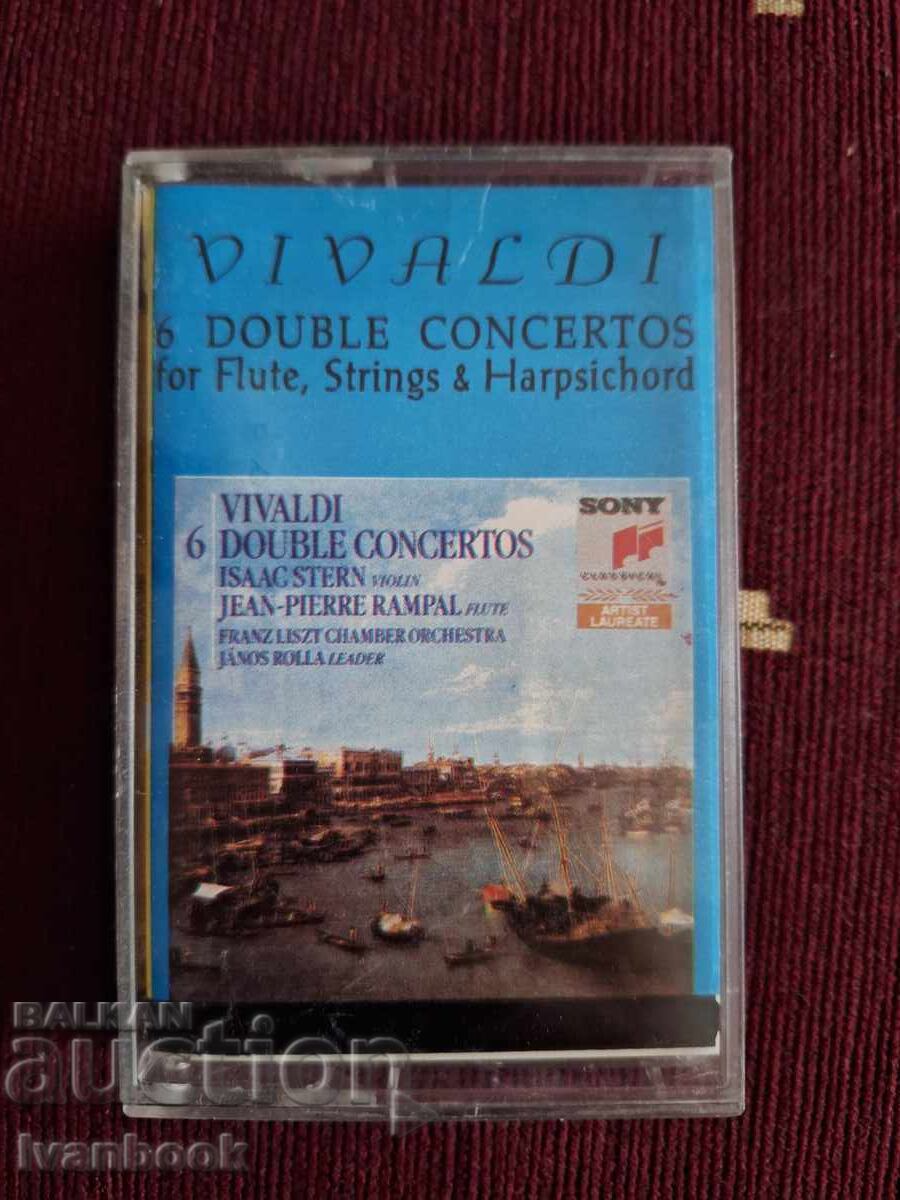 VIVALDI
6 DOUBLE CONCERTOS
for Flute, Strings & Harpsichord
VIVALDI
6 DOUBLE CONCERTOS
ISAAC STERN VIOLIN
JEAN-PIERRE RAMPAL FLUTE
FRANZ LISZT CHAMBER ORCHESTRA
JÁNOS ROLLA LEADER
SONY
CLASSICAL
ARTIST
LAUREATE
BALKAN
auction
Ivanbook